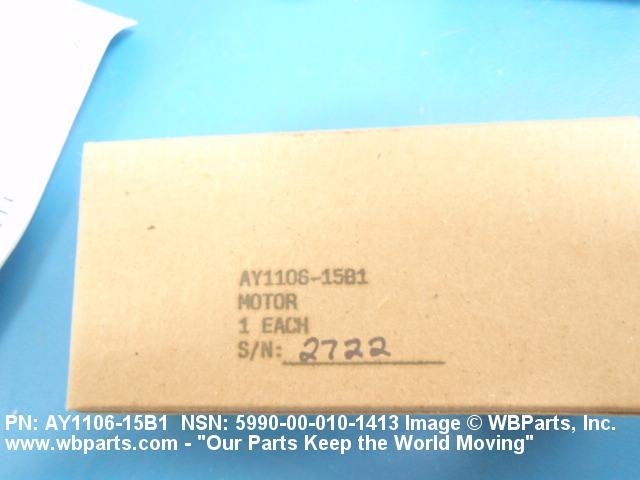 AY1106-15B1
MOTOR
1 EACH
S/N: 2722
PN: AY1106-15B1 NSN: 5990-00-010-1413 Image © WBParts, Inc.
www.wbparts.com - "Our Parts Keep the World Moving"